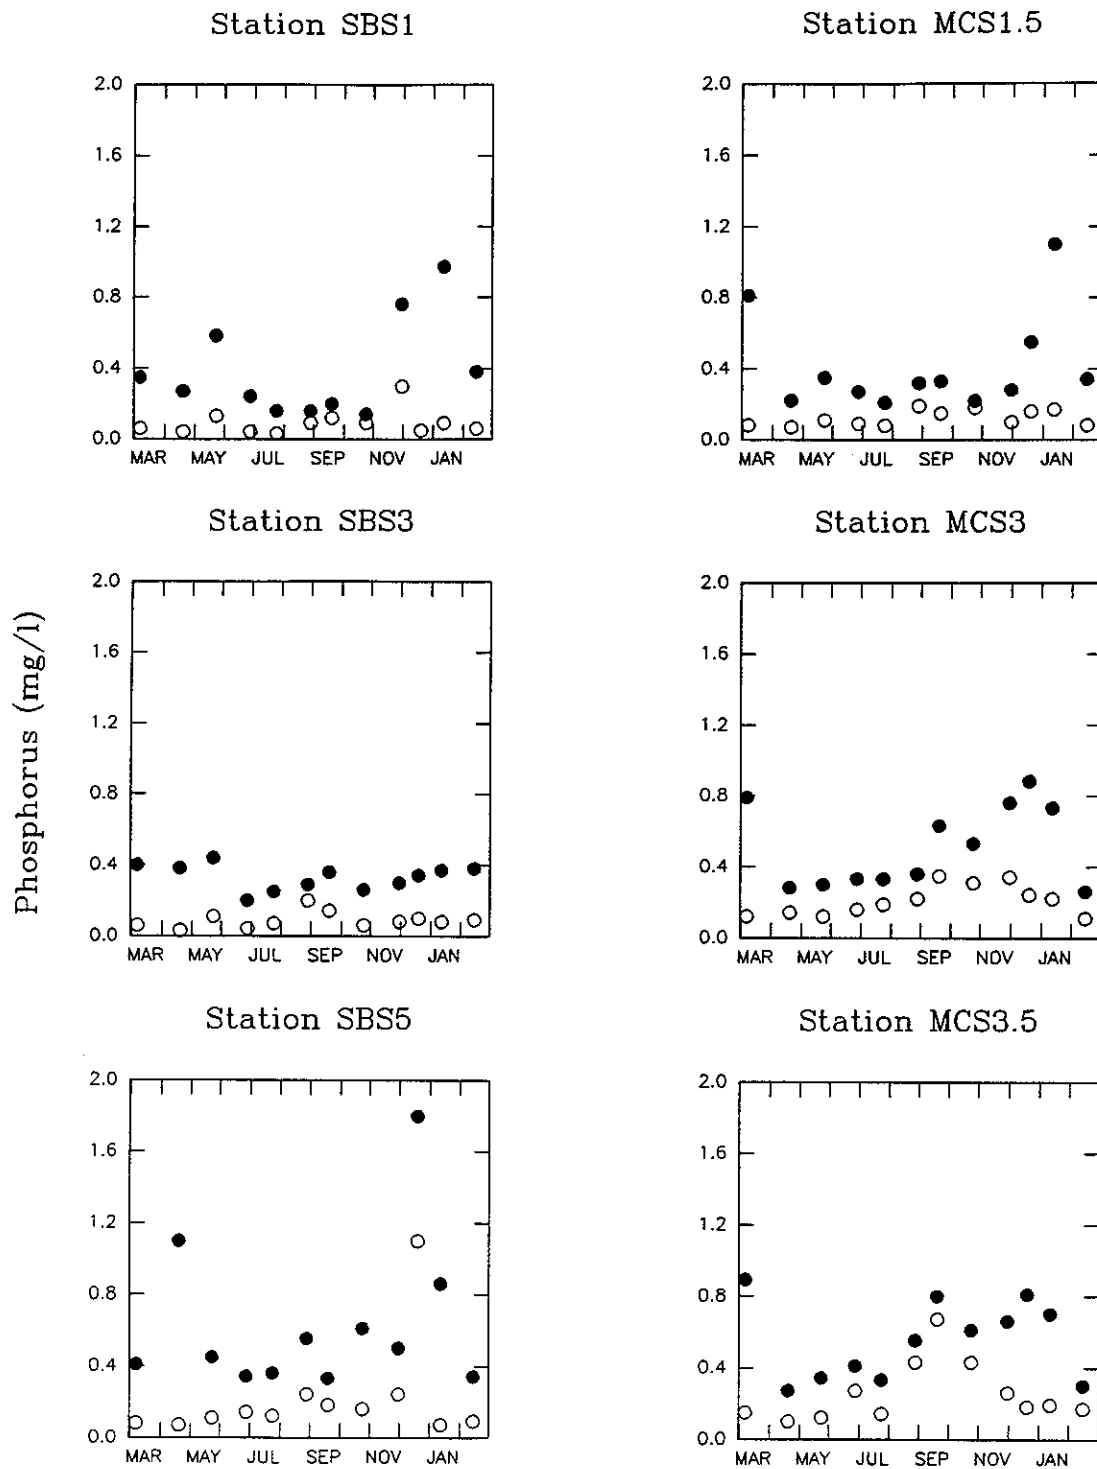 Station SBS1
Station MCS1.5
2.0
1.6
1.2
0.8
0.4
0.0
MAR MAY JUL SEP NOV JAN
2.0
1.6
1.2
0.8
0.4
0.0
MAR MAY JUL SEP NOV JAN
Station SBS3
Station MCS3
Phosphorus (mg/l)
2.0
1.6
1.2
0.8
0.4
0.0
MAR MAY JUL SEP NOV JAN
2.0
1.6
1.2
0.8
0.4
0.0
MAR MAY JUL SEP NOV JAN
Station SBS5
Station MCS3.5
2.0
1.6
1.2
0.8
0.4
0.0
MAR MAY JUL SEP NOV JAN
2.0
1.6
1.2
0.8
0.4
0.0
MAR MAY JUL SEP NOV JAN